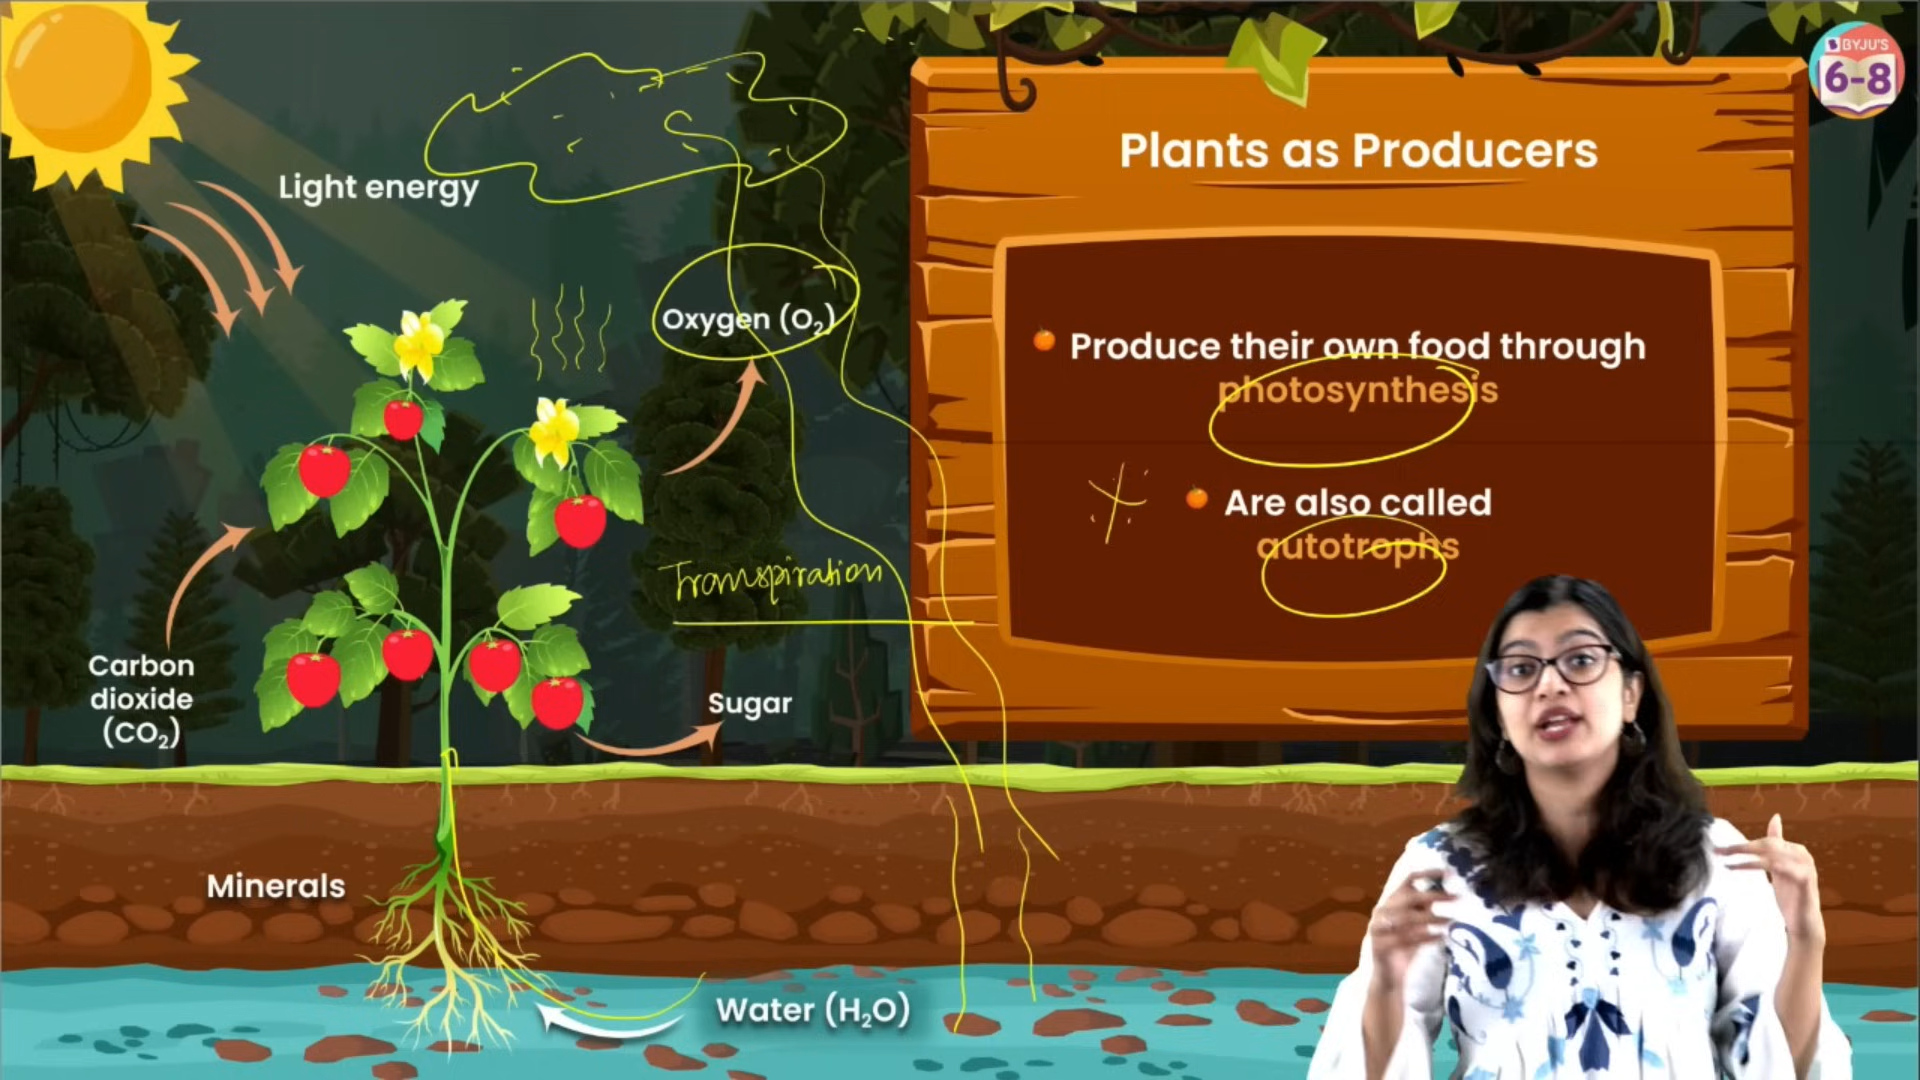 BYJU'S
6-8
Plants as Producers
Light energy
Oxygen (O₂)
Produce their own food through
photosynthesis
Are also called
autotrophs
Transpiration
Carbon
dioxide
(CO₂)
Sugar
Minerals
Water (H₂O)